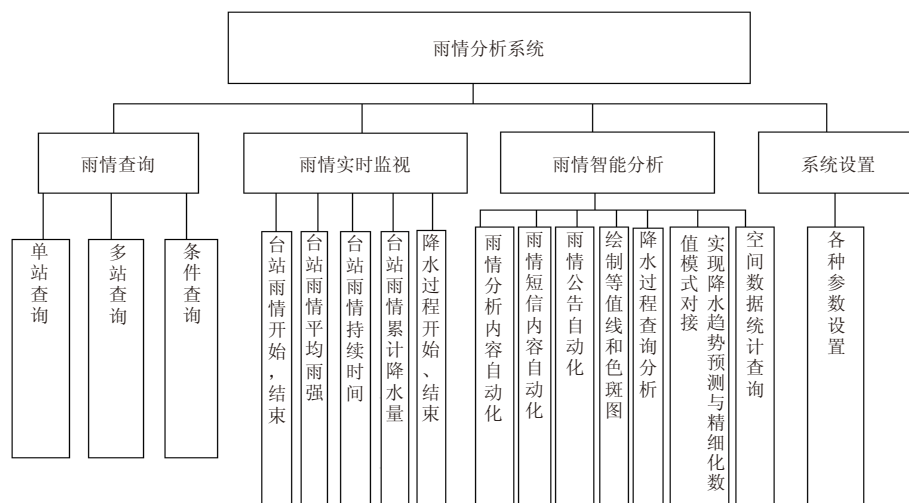 雨情分析系统
雨情查询
雨情实时监视
雨情智能分析
系统设置
单站查询
多站查询
条件查询
台站雨情开始，结束
台站雨情平均雨强
台站雨情持续时间
台站雨情累计降水量
降水过程开始、结束
雨情分析内容自动化
雨情短信内容自动化
雨情公告自动化
绘制等值线和色斑图
降水过程查询分析
实现降水趋势预测与精细化数
值模式对接
空间数据统计查询
各种参数设置